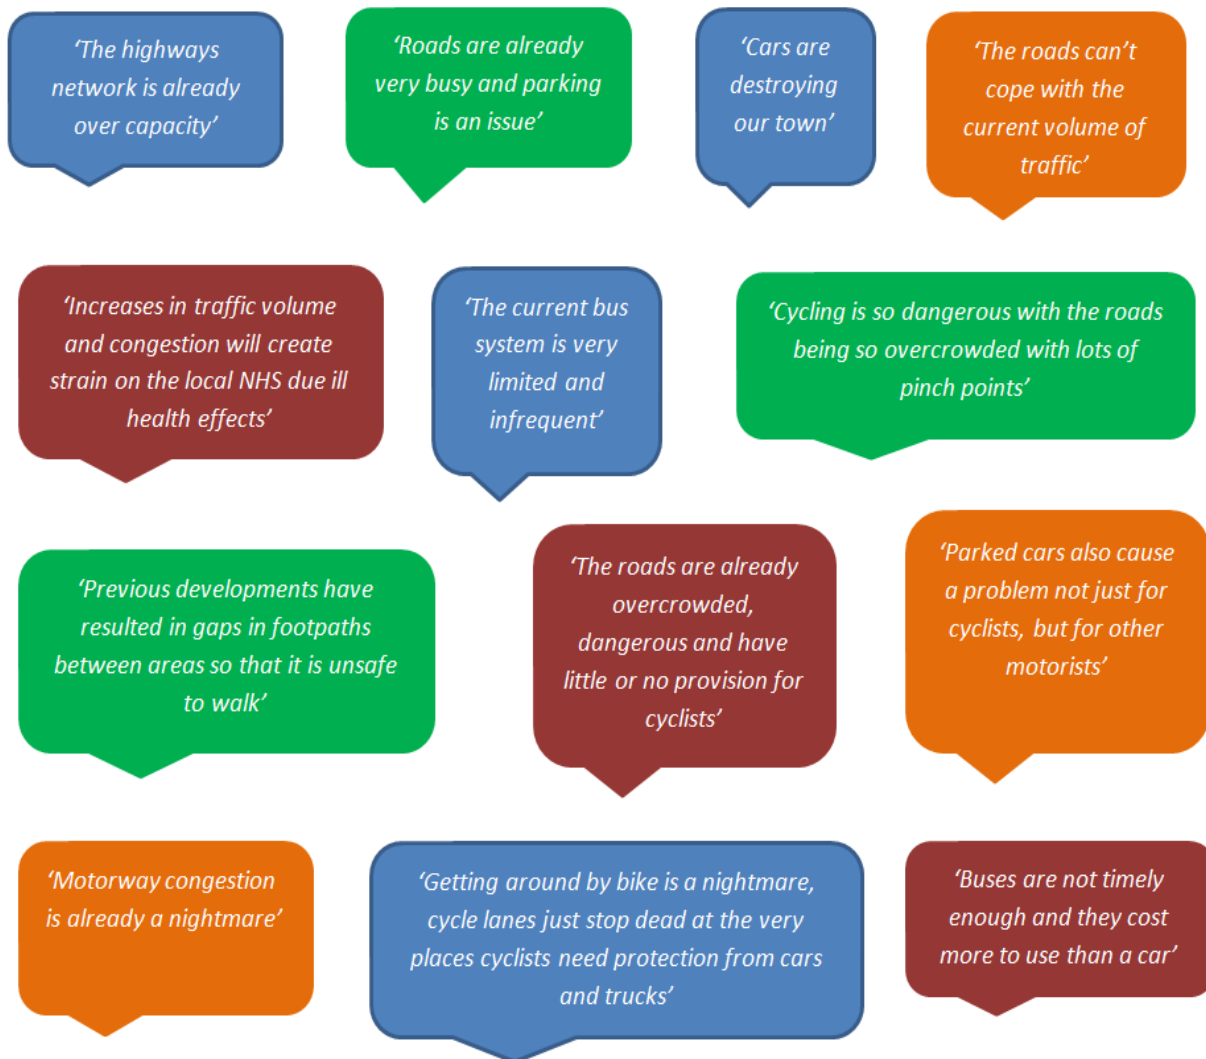 ‘The highways
network is already
over capacity’
‘Roads are already
very busy and parking
is an issue’
‘Cars are
destroying
our town’
‘The roads can’t
cope with the
current volume of
traffic’
‘Increases in traffic volume
and congestion will create
strain on the local NHS due ill
health effects’
‘The current bus
system is very
limited and
infrequent’
‘Cycling is so dangerous with the roads
being so overcrowded with lots of
pinch points’
‘Previous developments have
resulted in gaps in footpaths
between areas so that it is unsafe
to walk’
‘The roads are already
overcrowded,
dangerous and have
little or no provision for
cyclists’
‘Parked cars also cause
a problem not just for
cyclists, but for other
motorists’
‘Motorway congestion
is already a nightmare’
‘Getting around by bike is a nightmare,
cycle lanes just stop dead at the very
places cyclists need protection from cars
and trucks’
‘Buses are not timely
enough and they cost
more to use than a car’